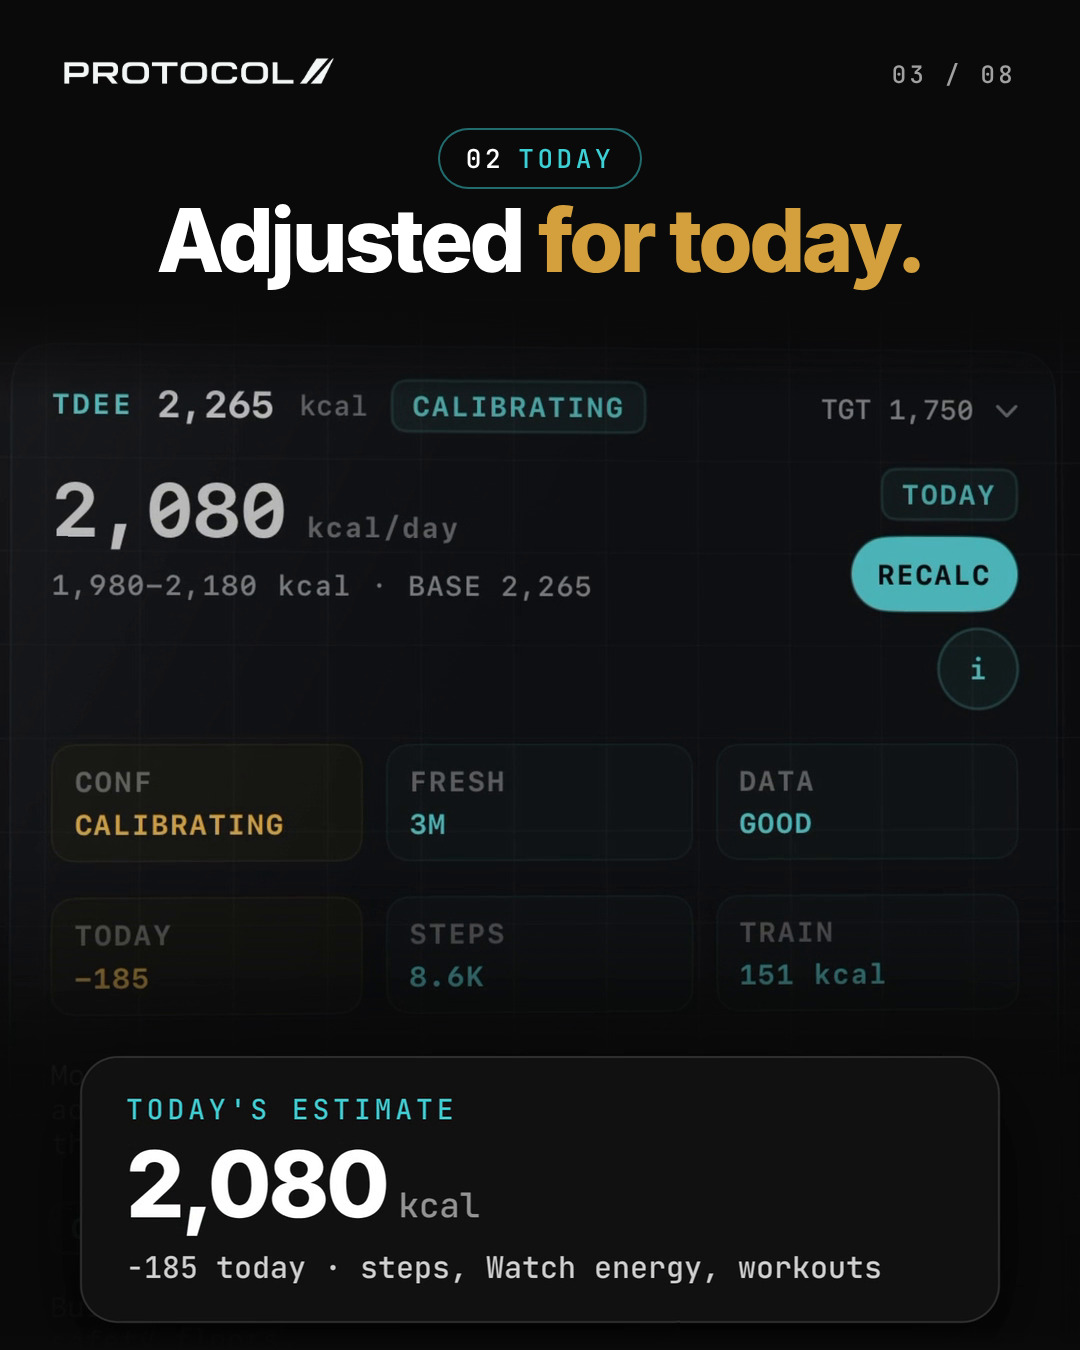 PROTOCOL
03 / 08
02 TODAY
Adjusted for today.
TDEE 2,265 kcal CALIBRATING TGT 1,750
2,080 kcal/day
TODAY
RECALC
1,980–2,180 kcal · BASE 2,265
i
CONF FRESH DATA
CALIBRATING 3M GOOD
TODAY STEPS TRAIN
−185 8.6K 151 kcal
TODAY'S ESTIMATE
2,080 kcal
-185 today · steps, Watch energy, workouts